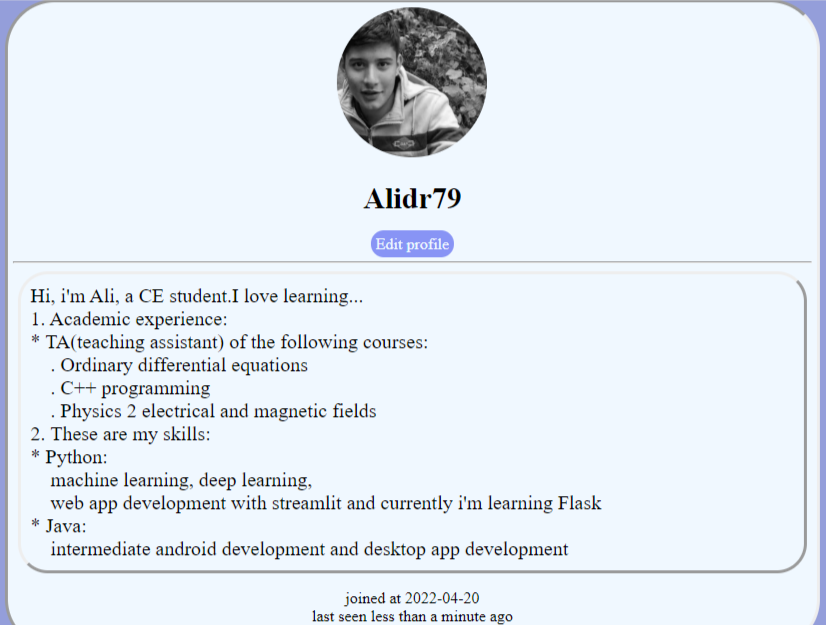 Alidr79
Edit profile
Hi, i'm Ali, a CE student.I love learning...
1. Academic experience:
* TA(teaching assistant) of the following courses:
. Ordinary differential equations
. C++ programming
. Physics 2 electrical and magnetic fields
2. These are my skills:
* Python:
machine learning, deep learning,
web app development with streamlit and currently i'm learning Flask
* Java:
intermediate android development and desktop app development
joined at 2022-04-20
last seen less than a minute ago